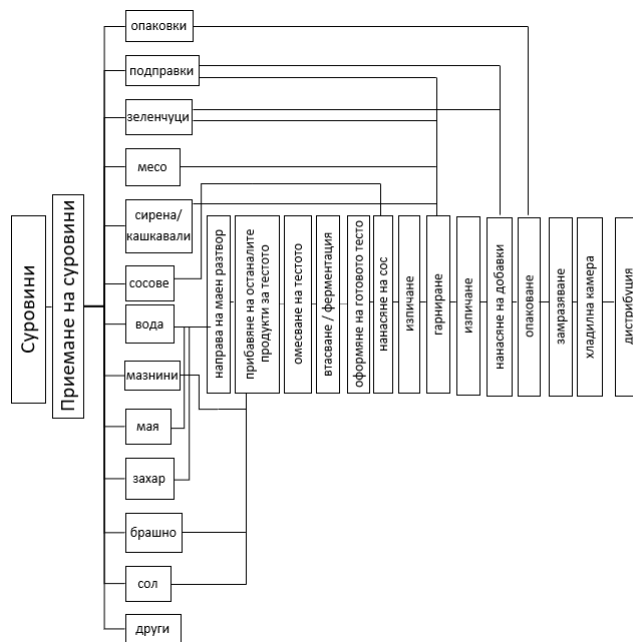 Суровини
Приемане на суровини
опаковки
подправки
зеленчуци
месо
сирена/
кашкавали
сосове
вода
мазнини
мая
захар
брашно
сол
други
направа на маен разтвор
прибавяне на останалите
продукти за тестото
омесване на тестото
втасване / ферментация
оформяне на готовото тесто
нанасяне на сос
изпичане
гарниране
изпичане
нанасяне на добавки
опаковане
замразяване
хладилна камера
дистрибуция